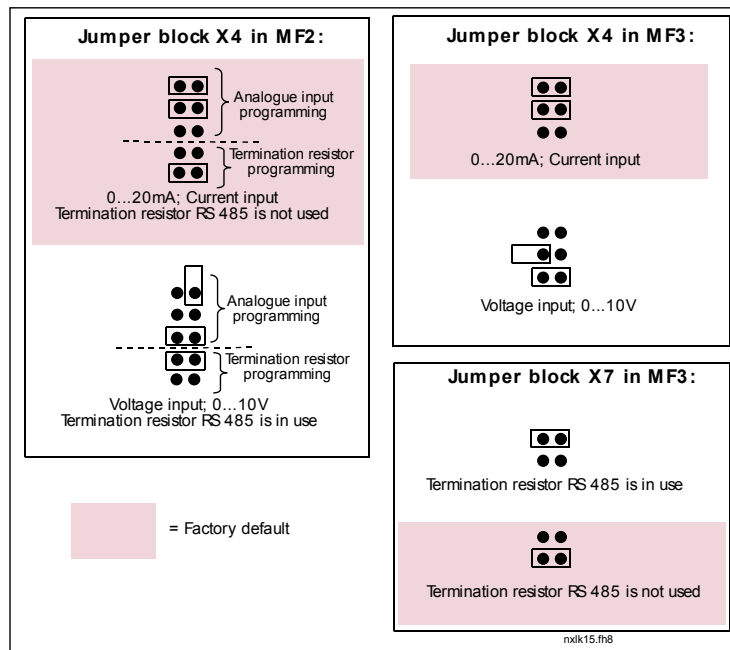 Jumper block X4 in MF2:
Analogue input
programming
Termination resistor
programming
0...20mA; Current input
Termination resistor RS 485 is not used
Analogue input
programming
Termination resistor
programming
Voltage input; 0...10V
Termination resistor RS 485 is in use
= Factory default
Jumper block X4 in MF3:
0...20mA; Current input
Voltage input; 0...10V
Jumper block X7 in MF3:
Termination resistor RS 485 is in use
Termination resistor RS 485 is not used
nxlk15.fh8